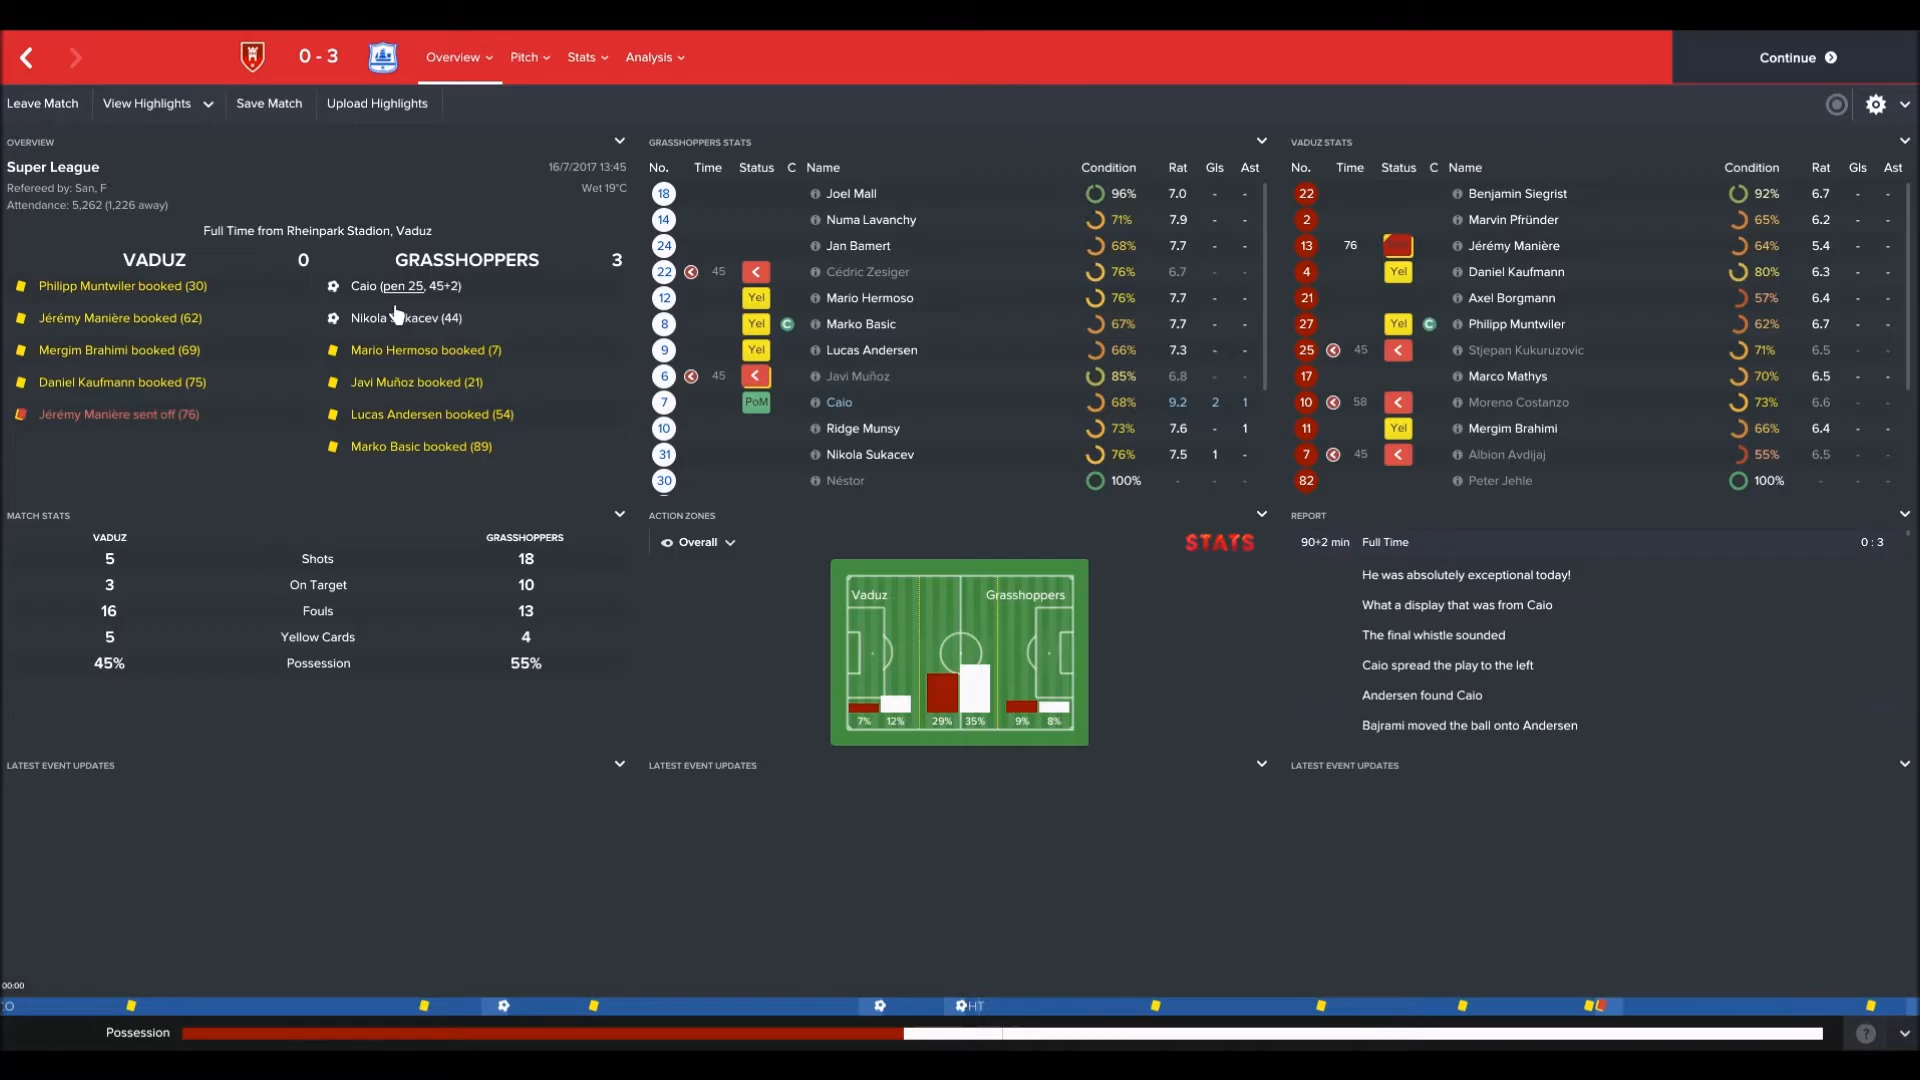 0 - 3
Overview
Pitch
Stats
Analysis
Continue
Leave Match
View Highlights
Save Match
Upload Highlights
OVERVIEW
Super League
16/7/2017 13:45
Refereed by: San, F
Wet 19°C
Attendance: 5,262 (1,226 away)
Full Time from Rheinpark Stadion, Vaduz
VADUZ 0 GRASSHOPPERS 3
Philipp Muntwiler booked (30)
Jérémy Manière booked (62)
Mergim Brahimi booked (69)
Daniel Kaufmann booked (75)
Jérémy Manière sent off (76)
Caio (pen 25, 45+2)
Nikola Sukacev (44)
Mario Hermoso booked (7)
Javi Muñoz booked (21)
Lucas Andersen booked (54)
Marko Basic booked (89)
GRASSHOPPERS STATS
No. Time Status C Name Condition Rat Gls Ast
18 Joel Mall 96% 7.0 - -
14 Numa Lavanchy 71% 7.9 - -
24 Jan Bamert 68% 7.7 - -
22 45 Cédric Zesiger 76% 6.7 - -
12 Yel Mario Hermoso 76% 7.7 - -
8 Yel C Marko Basic 67% 7.7 - -
9 Yel Lucas Andersen 66% 7.3 - -
6 45 Javi Muñoz 85% 6.8 - -
7 PoM Caio 68% 9.2 2 1
10 Ridge Munsy 73% 7.6 - 1
31 Nikola Sukacev 76% 7.5 1 -
30 Néstor 100% - - -
VADUZ STATS
No. Time Status C Name Condition Rat Gls Ast
22 Benjamin Siegrist 92% 6.7 - -
2 Marvin Pfründer 65% 6.2 - -
13 76 Jérémy Manière 64% 5.4 - -
4 Yel Daniel Kaufmann 80% 6.3 - -
21 Axel Borgmann 57% 6.4 - -
27 Yel C Philipp Muntwiler 62% 6.7 - -
25 45 Stjepan Kukuruzovic 71% 6.5 - -
17 Marco Mathys 70% 6.5 - -
10 58 Moreno Costanzo 73% 6.6 - -
11 Yel Mergim Brahimi 66% 6.4 - -
7 45 Albion Avdijaj 55% 6.5 - -
82 Peter Jehle 100% - - -
MATCH STATS
VADUZ GRASSHOPPERS
5 Shots 18
3 On Target 10
16 Fouls 13
5 Yellow Cards 4
45% Possession 55%
ACTION ZONES
Overall
STATS
Vaduz Grasshoppers
7% 12% 29% 35% 9% 8%
REPORT
90+2 min Full Time 0 : 3
He was absolutely exceptional today!
What a display that was from Caio
The final whistle sounded
Caio spread the play to the left
Andersen found Caio
Bajrami moved the ball onto Andersen
LATEST EVENT UPDATES
LATEST EVENT UPDATES
LATEST EVENT UPDATES
00:00
HT
Possession
?